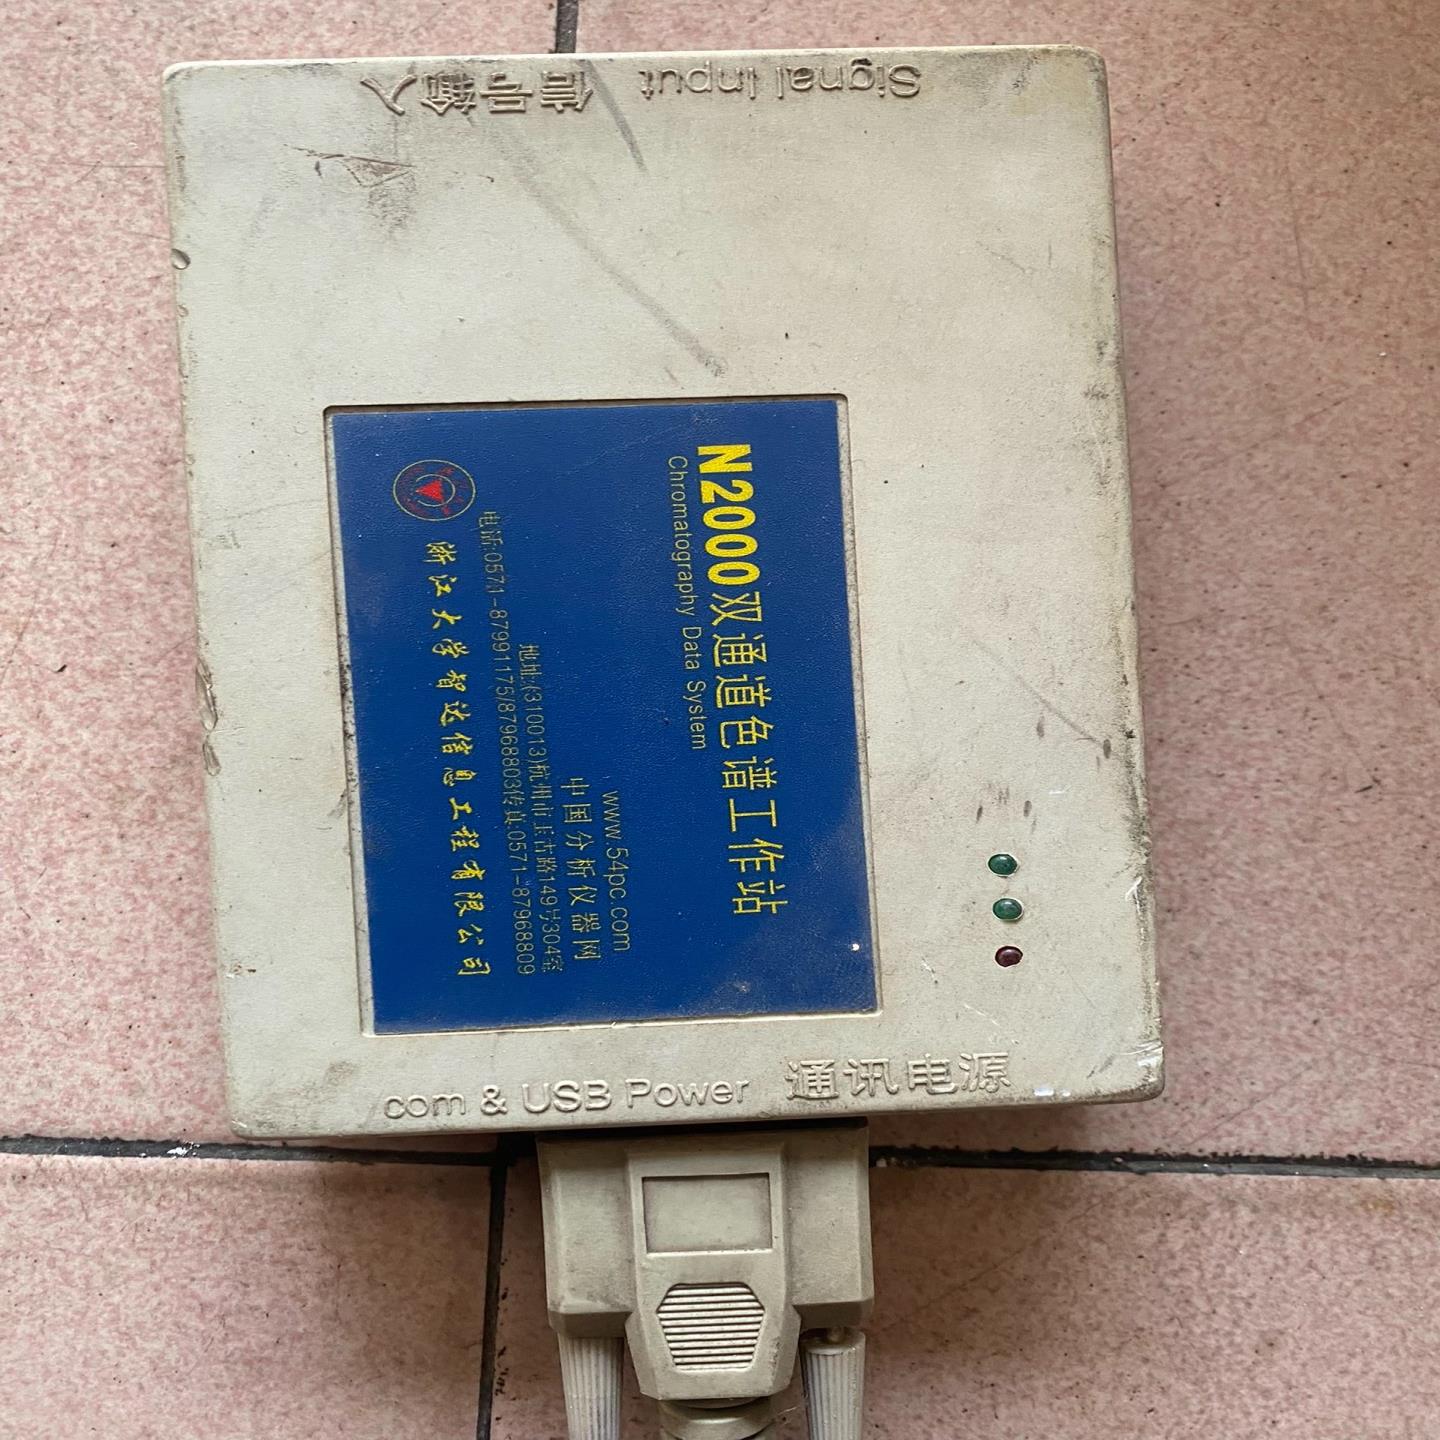 Signal Input 信号输入
N2000双通道色谱工作站
Chromatography Data System
www.54pc.com
中国分析仪器网
地址:(310013)杭州市玉古路149号304室
电话:0571-87991175/87968803传真:0571-87968809
浙江大学智达信息工程有限公司
com & USB Power 通讯电源